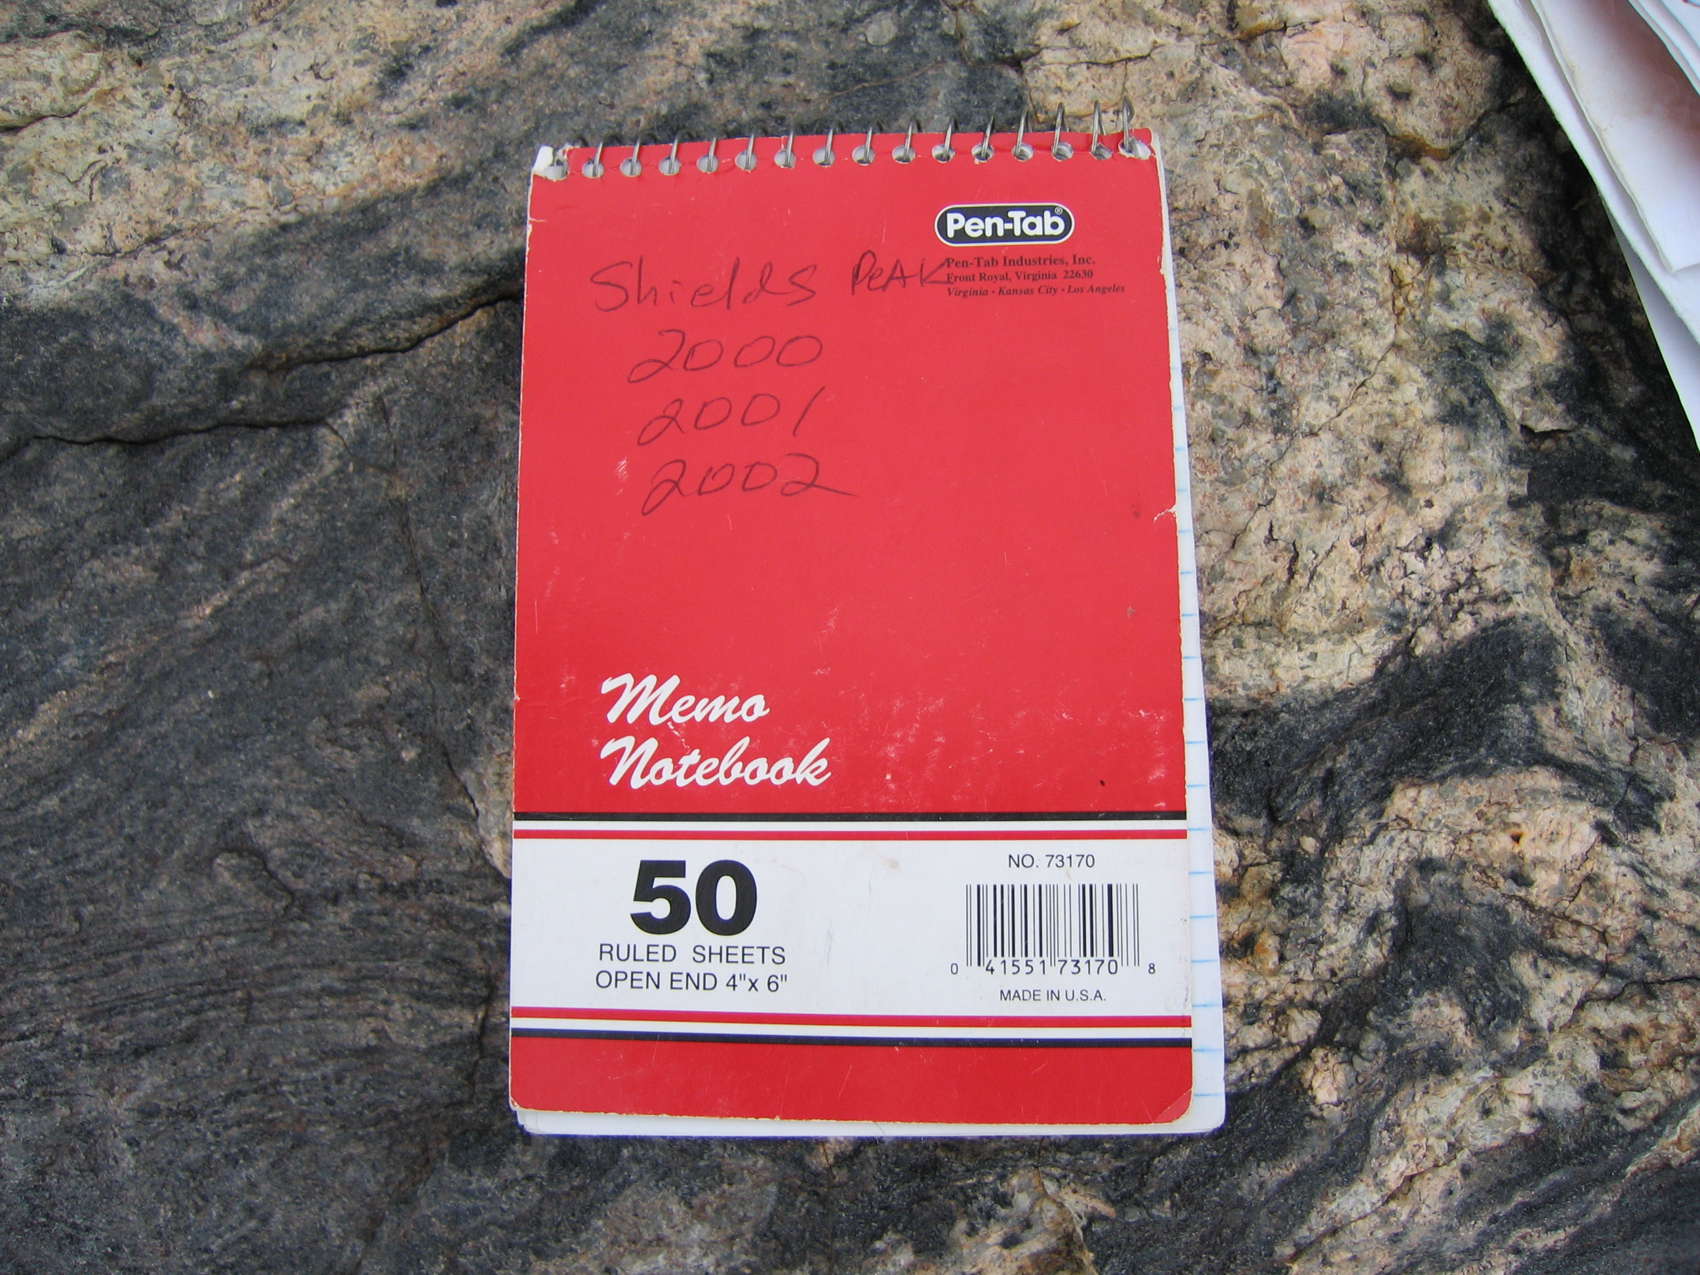 Pen-Tab®
Pen-Tab Industries, Inc.
Front Royal, Virginia 22630
Virginia - Kansas City - Los Angeles
Shields PeAK
2000
2001
2002
Memo
Notebook
50
RULED SHEETS
OPEN END 4"x 6"
NO. 73170
0 41551 73170 8
MADE IN U.S.A.